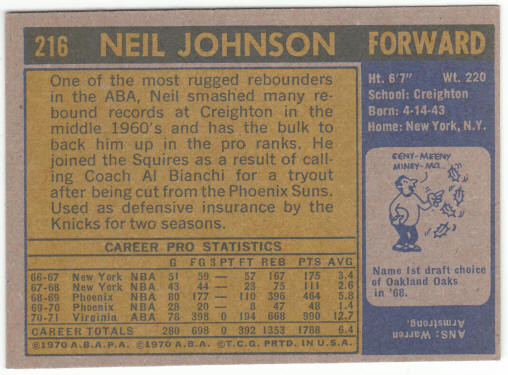 216 NEIL JOHNSON FORWARD
One of the most rugged rebounders
in the ABA, Neil smashed many re-
bound records at Creighton in the
middle 1960's and has the bulk to
back him up in the pro ranks. He
joined the Squires as a result of call-
ing Coach Al Bianchi for a tryout
after being cut from the Phoenix Suns.
Used as defensive insurance by the
Knicks for two seasons.
Ht. 6'7" Wt. 220
School: Creighton
Born: 4-14-43
Home: New York, N.Y.
EENY-MEENY
MINEY-MO...
Name 1st draft choice
of Oakland Oaks
in '68.
ANS: Warren
Armstrong.
CAREER PRO STATISTICS
G FG 3 PT FT REB PTS AVG
66-67 New York NBA 51 59 — 57 167 175 3.4
67-68 New York NBA 43 44 — 23 75 111 2.6
68-69 Phoenix NBA 80 177 — 110 396 464 5.8
69-70 Phoenix NBA 28 20 — 8 47 48 1.4
70-71 Virginia ABA 78 398 0 194 668 990 12.7
CAREER TOTALS 280 698 0 392 1353 1788 6.4
©1970 A.B.A.P.A. ©1970 A.B.A. ©T.C.G. PRTD. IN U.S.A.